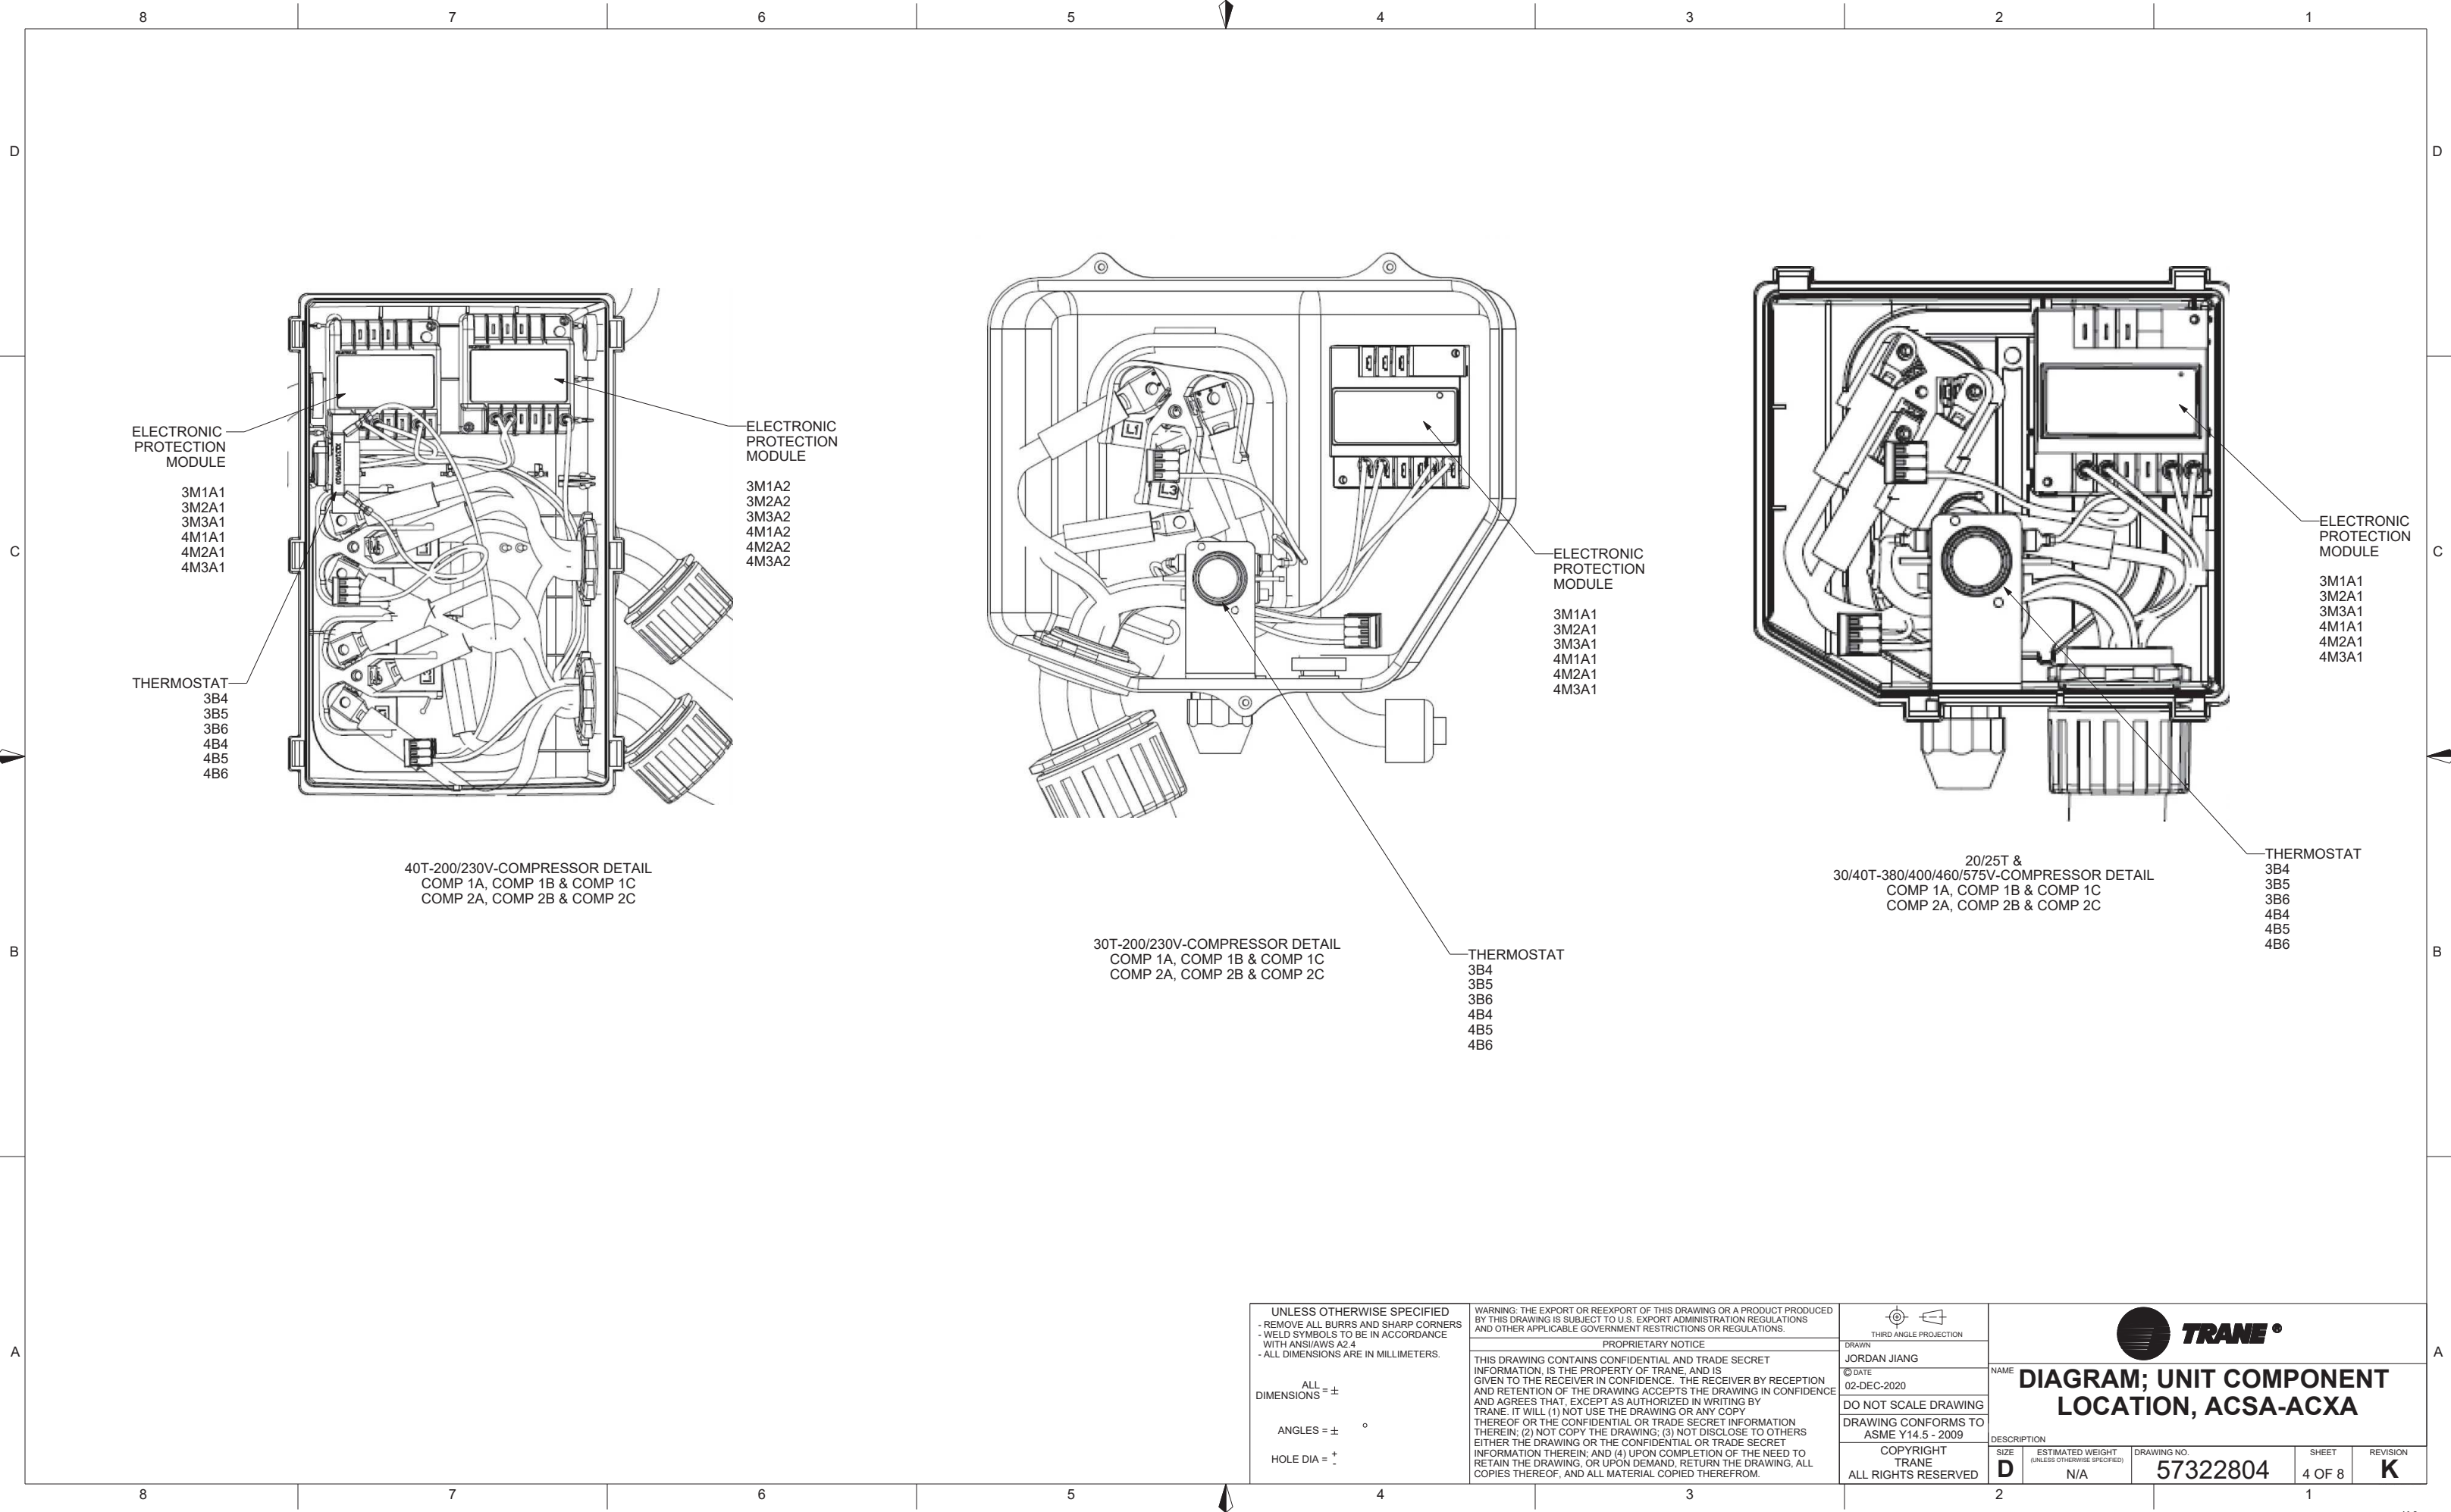 8 7 6 5 4 3 2 1
D D
C C
B B
A A
ELECTRONIC
PROTECTION
MODULE
3M1A1
3M2A1
3M3A1
4M1A1
4M2A1
4M3A1
THERMOSTAT
3B4
3B5
3B6
4B4
4B5
4B6
ELECTRONIC
PROTECTION
MODULE
3M1A2
3M2A2
3M3A2
4M1A2
4M2A2
4M3A2
40T-200/230V-COMPRESSOR DETAIL
COMP 1A, COMP 1B & COMP 1C
COMP 2A, COMP 2B & COMP 2C
L1
L3
ELECTRONIC
PROTECTION
MODULE
3M1A1
3M2A1
3M3A1
4M1A1
4M2A1
4M3A1
30T-200/230V-COMPRESSOR DETAIL
COMP 1A, COMP 1B & COMP 1C
COMP 2A, COMP 2B & COMP 2C
THERMOSTAT
3B4
3B5
3B6
4B4
4B5
4B6
ELECTRONIC
PROTECTION
MODULE
3M1A1
3M2A1
3M3A1
4M1A1
4M2A1
4M3A1
20/25T &
30/40T-380/400/460/575V-COMPRESSOR DETAIL
COMP 1A, COMP 1B & COMP 1C
COMP 2A, COMP 2B & COMP 2C
THERMOSTAT
3B4
3B5
3B6
4B4
4B5
4B6
UNLESS OTHERWISE SPECIFIED
- REMOVE ALL BURRS AND SHARP CORNERS
- WELD SYMBOLS TO BE IN ACCORDANCE
WITH ANSI/AWS A2.4
- ALL DIMENSIONS ARE IN MILLIMETERS.
ALL
DIMENSIONS = ±
ANGLES = ± °
HOLE DIA = + -
WARNING: THE EXPORT OR REEXPORT OF THIS DRAWING OR A PRODUCT PRODUCED
BY THIS DRAWING IS SUBJECT TO U.S. EXPORT ADMINISTRATION REGULATIONS
AND OTHER APPLICABLE GOVERNMENT RESTRICTIONS OR REGULATIONS.
PROPRIETARY NOTICE
THIS DRAWING CONTAINS CONFIDENTIAL AND TRADE SECRET
INFORMATION, IS THE PROPERTY OF TRANE, AND IS
GIVEN TO THE RECEIVER IN CONFIDENCE. THE RECEIVER BY RECEPTION
AND RETENTION OF THE DRAWING ACCEPTS THE DRAWING IN CONFIDENCE
AND AGREES THAT, EXCEPT AS AUTHORIZED IN WRITING BY
TRANE. IT WILL (1) NOT USE THE DRAWING OR ANY COPY
THEREOF OR THE CONFIDENTIAL OR TRADE SECRET INFORMATION
THEREIN; (2) NOT COPY THE DRAWING; (3) NOT DISCLOSE TO OTHERS
EITHER THE DRAWING OR THE CONFIDENTIAL OR TRADE SECRET
INFORMATION THEREIN; AND (4) UPON COMPLETION OF THE NEED TO
RETAIN THE DRAWING, OR UPON DEMAND, RETURN THE DRAWING, ALL
COPIES THEREOF, AND ALL MATERIAL COPIED THEREFROM.
THIRD ANGLE PROJECTION
DRAWN
JORDAN JIANG
© DATE
02-DEC-2020
DO NOT SCALE DRAWING
DRAWING CONFORMS TO
ASME Y14.5 - 2009
COPYRIGHT
TRANE
ALL RIGHTS RESERVED
TRANE ®
NAME
DIAGRAM; UNIT COMPONENT
LOCATION, ACSA-ACXA
DESCRIPTION
SIZE
D
ESTIMATED WEIGHT
(UNLESS OTHERWISE SPECIFIED)
N/A
DRAWING NO.
57322804
SHEET
4 OF 8
REVISION
K
8 7 6 5 4 3 2 1